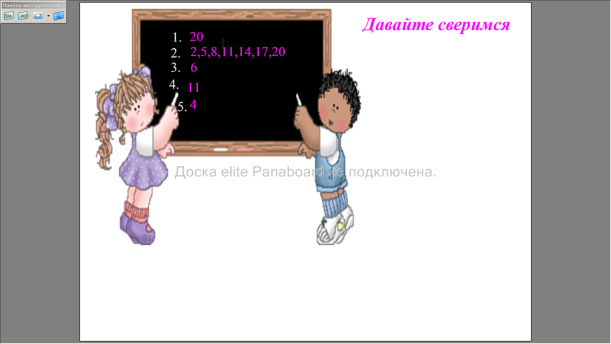 Давайте сверимся
1. 20
2. 2,5,8,11,14,17,20
3. 6
4. 11
5. 4
Доска elite Panaboard не подключена.